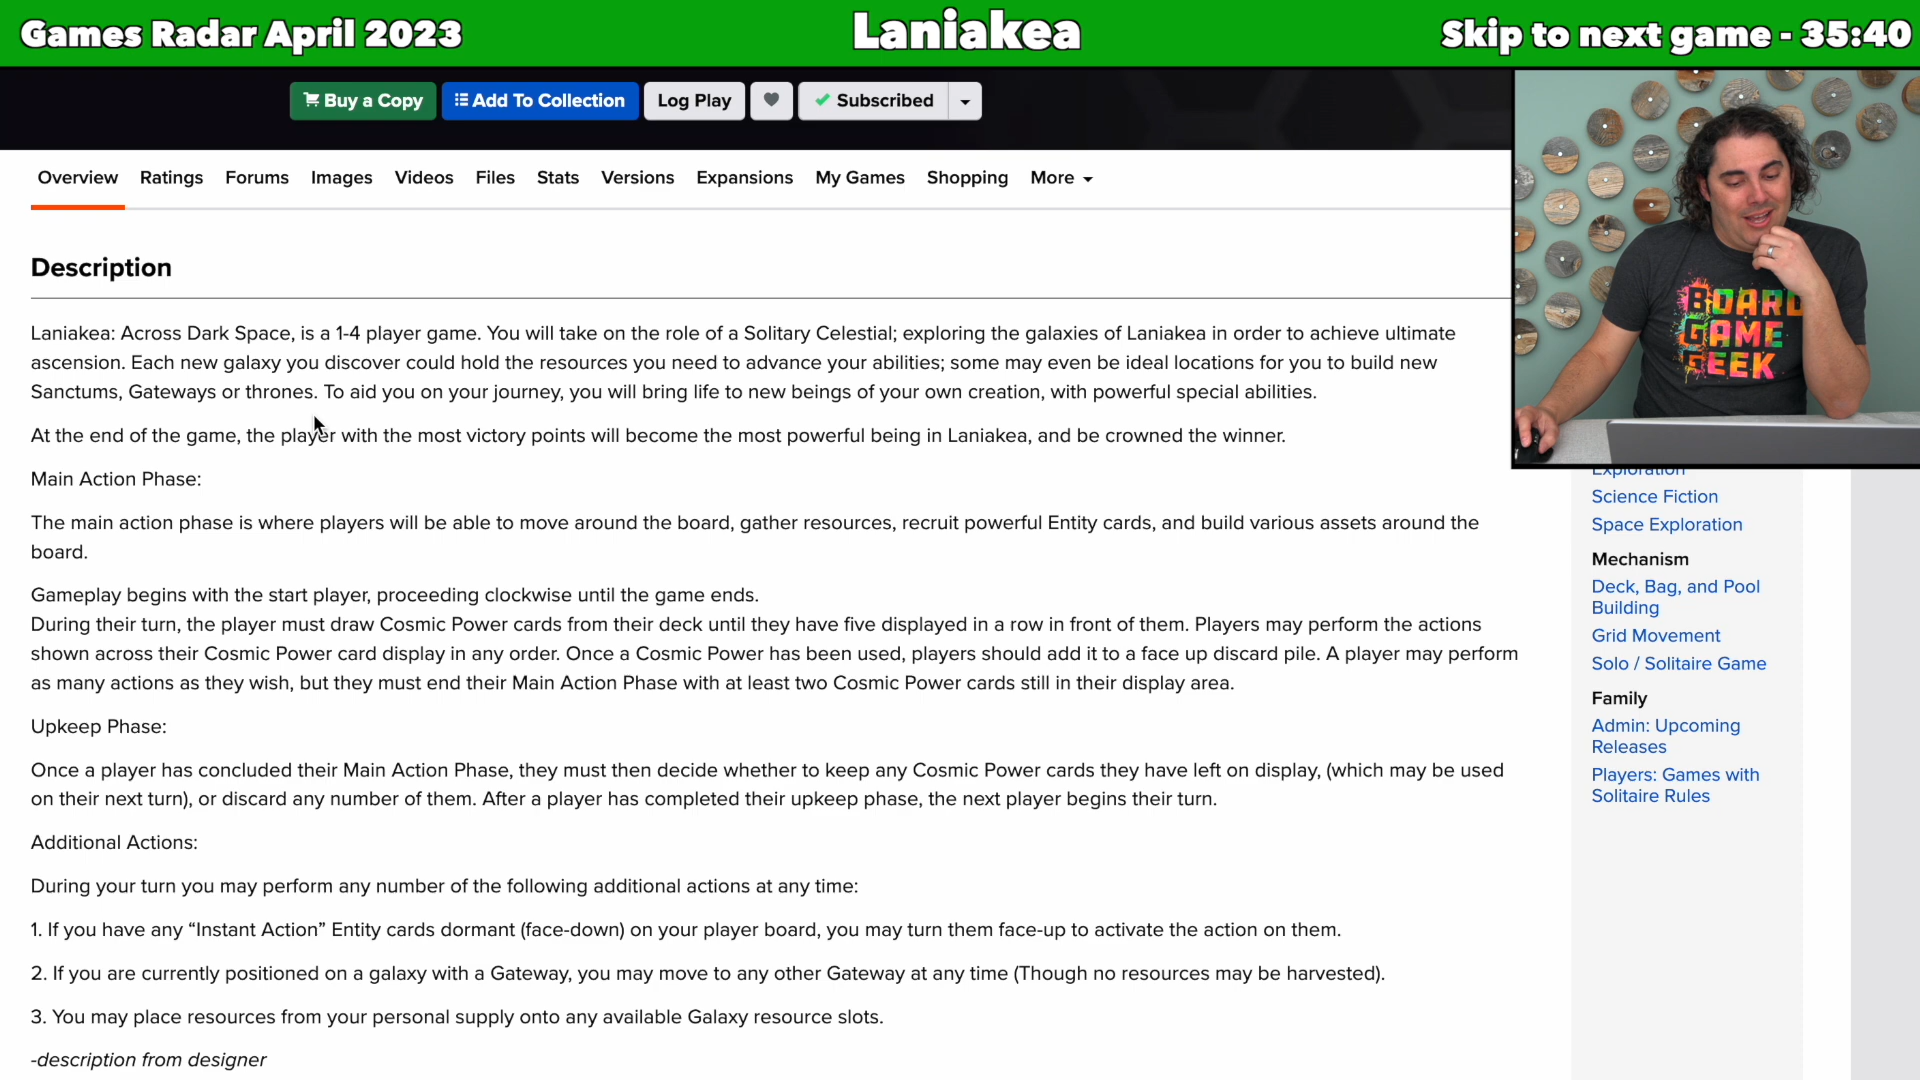 Games Radar April 2023
Laniakea
Skip to next game - 35:40
Buy a Copy
Add To Collection
Log Play
Subscribed
Overview
Ratings
Forums
Images
Videos
Files
Stats
Versions
Expansions
My Games
Shopping
More
BOARD
GAME
GEEK
Description
Laniakea: Across Dark Space, is a 1-4 player game. You will take on the role of a Solitary Celestial; exploring the galaxies of Laniakea in order to achieve ultimate
ascension. Each new galaxy you discover could hold the resources you need to advance your abilities; some may even be ideal locations for you to build new
Sanctums, Gateways or thrones. To aid you on your journey, you will bring life to new beings of your own creation, with powerful special abilities.
At the end of the game, the player with the most victory points will become the most powerful being in Laniakea, and be crowned the winner.
Main Action Phase:
The main action phase is where players will be able to move around the board, gather resources, recruit powerful Entity cards, and build various assets around the
board.
Gameplay begins with the start player, proceeding clockwise until the game ends.
During their turn, the player must draw Cosmic Power cards from their deck until they have five displayed in a row in front of them. Players may perform the actions
shown across their Cosmic Power card display in any order. Once a Cosmic Power has been used, players should add it to a face up discard pile. A player may perform
as many actions as they wish, but they must end their Main Action Phase with at least two Cosmic Power cards still in their display area.
Upkeep Phase:
Once a player has concluded their Main Action Phase, they must then decide whether to keep any Cosmic Power cards they have left on display, (which may be used
on their next turn), or discard any number of them. After a player has completed their upkeep phase, the next player begins their turn.
Additional Actions:
During your turn you may perform any number of the following additional actions at any time:
1. If you have any “Instant Action” Entity cards dormant (face-down) on your player board, you may turn them face-up to activate the action on them.
2. If you are currently positioned on a galaxy with a Gateway, you may move to any other Gateway at any time (Though no resources may be harvested).
3. You may place resources from your personal supply onto any available Galaxy resource slots.
-description from designer
Exploration
Science Fiction
Space Exploration
Mechanism
Deck, Bag, and Pool
Building
Grid Movement
Solo / Solitaire Game
Family
Admin: Upcoming
Releases
Players: Games with
Solitaire Rules